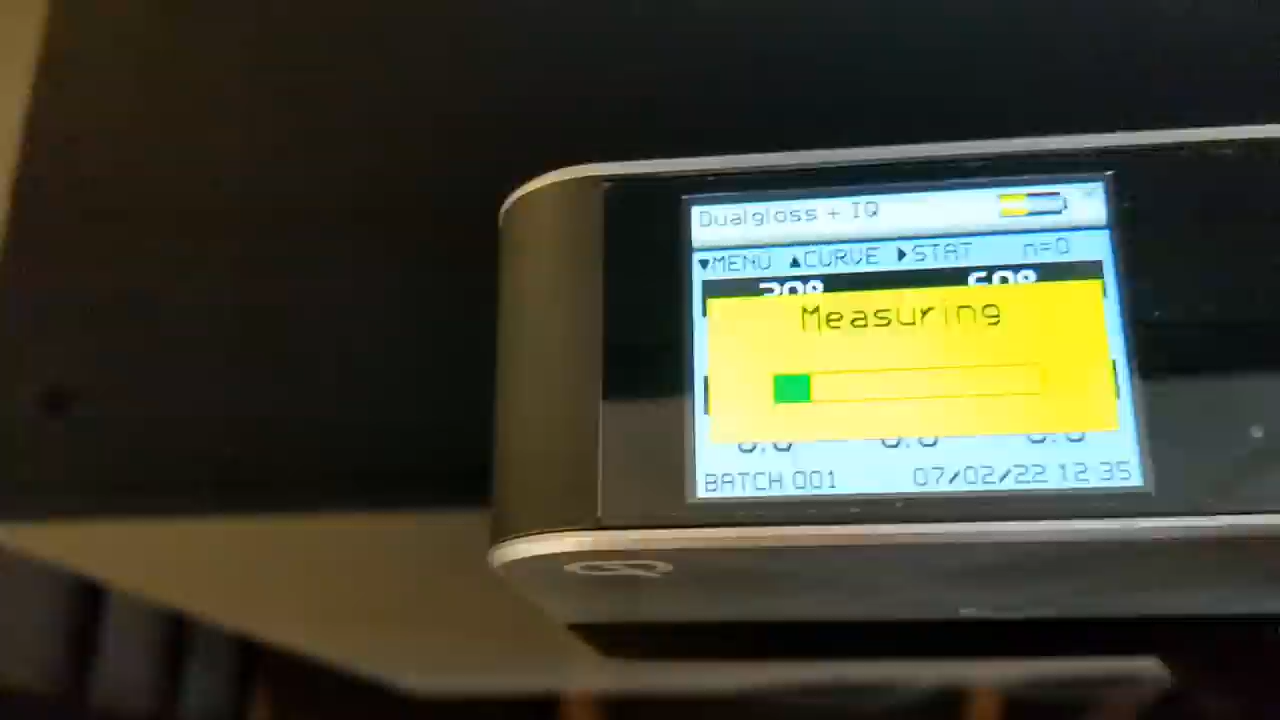 Dualgloss + IQ
▼MENU ▲CURVE ▶STAT n=0
Measuring
BATCH 001 07/02/22 12:35